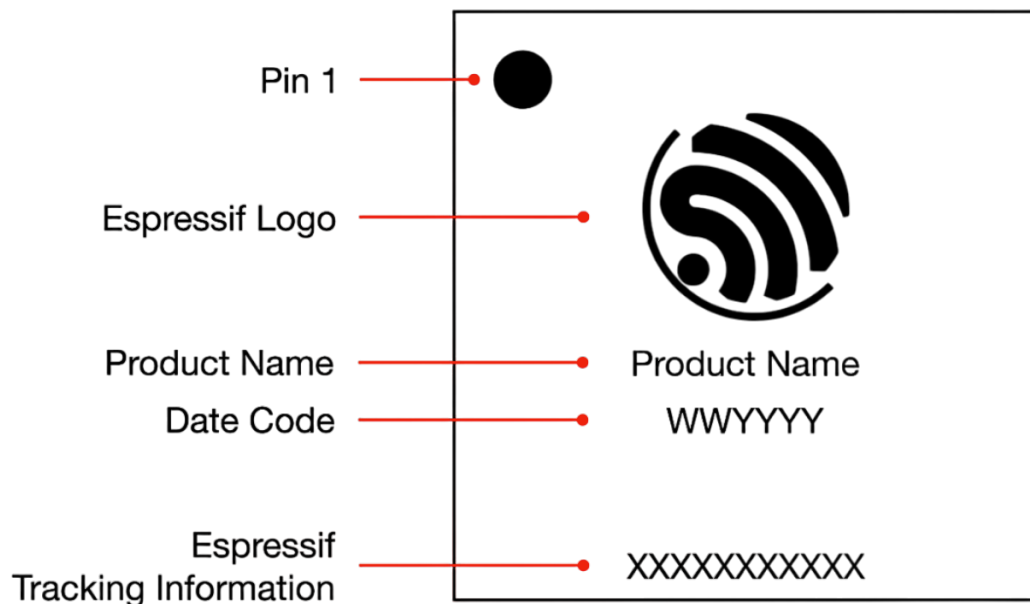 Pin 1
Espressif Logo
Product Name Product Name
Date Code WWYYYY
Espressif
Tracking Information XXXXXXXXXXX